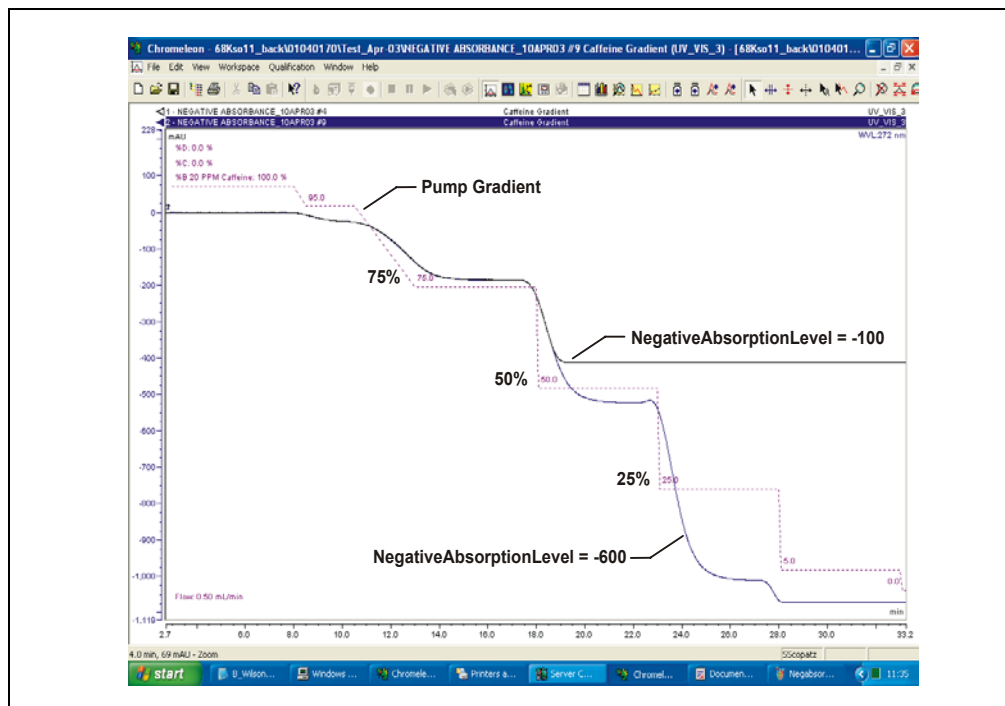 Chromeleon - 68Kso11_back\01040170\Test_Apr-03\NEGATIVE ABSORBANCE_10APR03 #9 Caffeine Gradient (UV_VIS_3) - [68Kso11_back\010401...
File Edit View Workspace Qualification Window Help
1 - NEGATIVE ABSORBANCE_10APR03 #4 Caffeine Gradient UV_VIS_3
2 - NEGATIVE ABSORBANCE_10APR03 #9 Caffeine Gradient UV_VIS_3
228
mAU
WVL:272 nm
%D: 0.0 %
%C: 0.0 %
%B 20 PPM Caffeine: 100.0 %
100
95.0
Pump Gradient
0
-100
75%
75.0
-200
-300
NegativeAbsorptionLevel = -100
-400
50%
50.0
-500
-600
25%
25.0
-700
-800
-900
NegativeAbsorptionLevel = -600
5.0
-1,000
0.0
Flow: 0.50 mL/min
min
-1,119
2.7 6.0 8.0 10.0 12.0 14.0 16.0 18.0 20.0 22.0 24.0 26.0 28.0 30.0 33.2
4.0 min, 69 mAU - Zoom
SScopatz
start U_Wilson... Windows ... Chromele... Printers a... Server C... Chromel... Documen... Negabsor... 11:35